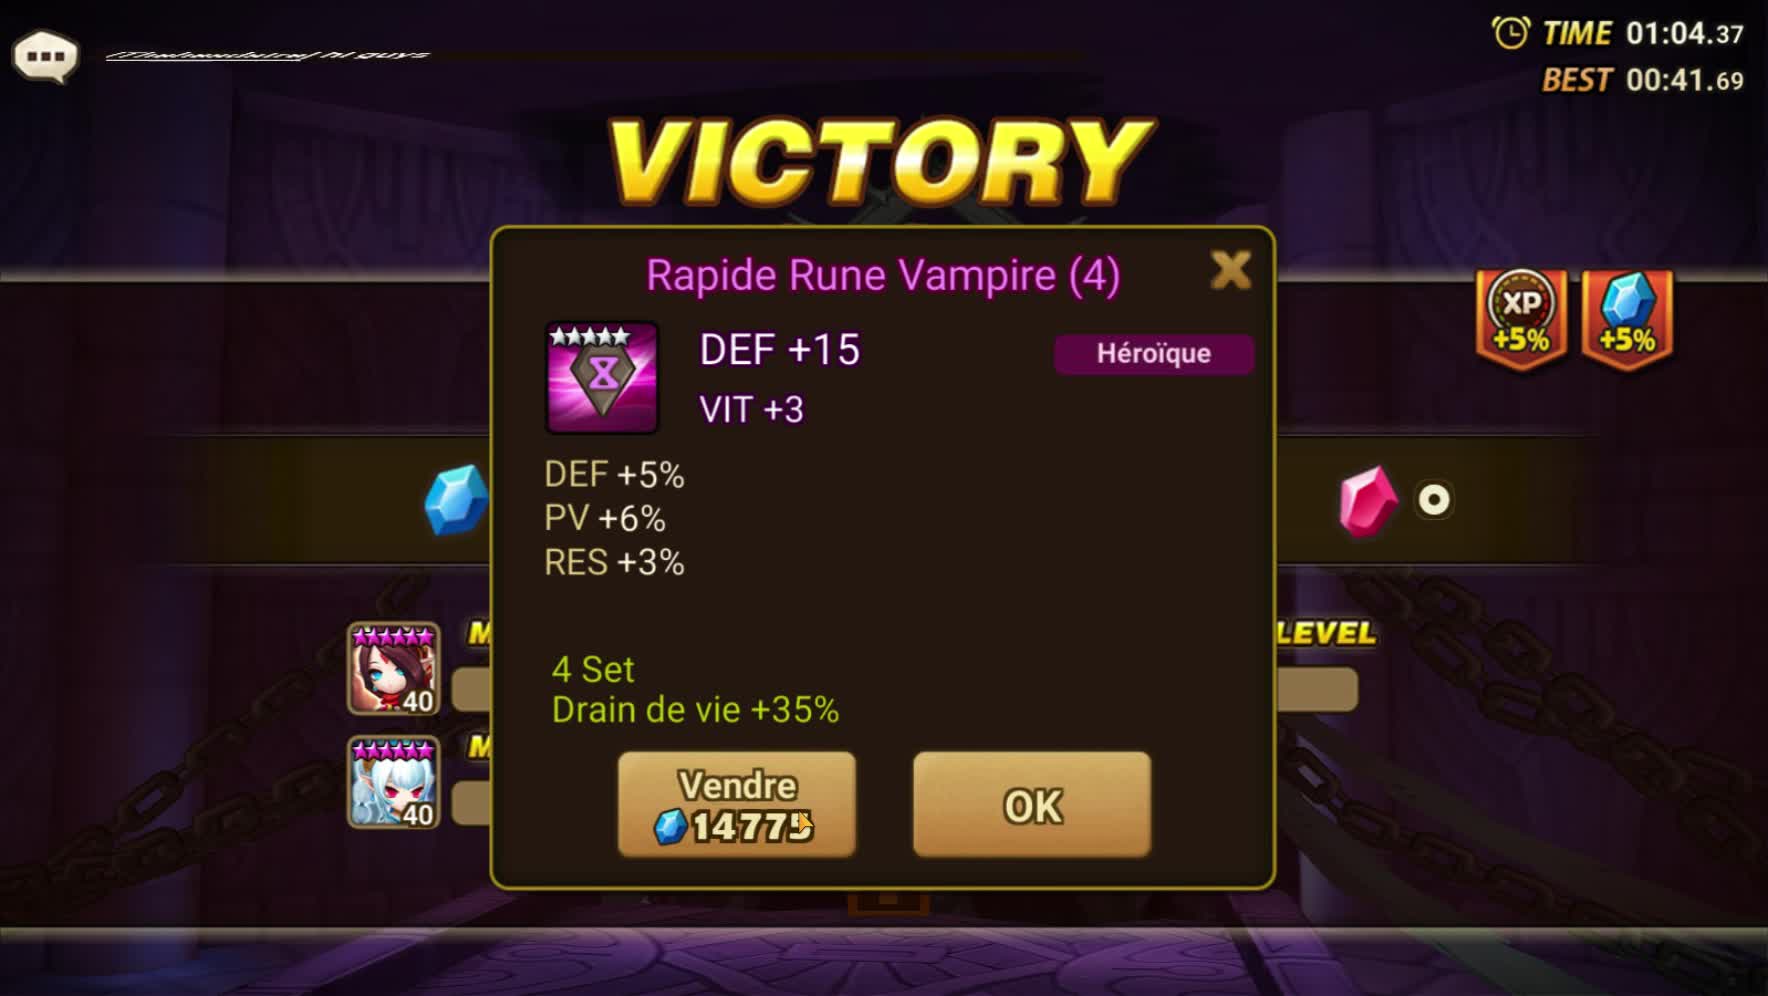 hi guys
TIME 01:04.37
BEST 00:41.69
VICTORY
Rapide Rune Vampire (4)
DEF +15
Héroïque
VIT +3
XP
+5%
+5%
DEF +5%
PV +6%
RES +3%
LEVEL
40
4 Set
Drain de vie +35%
40
Vendre
14775
OK